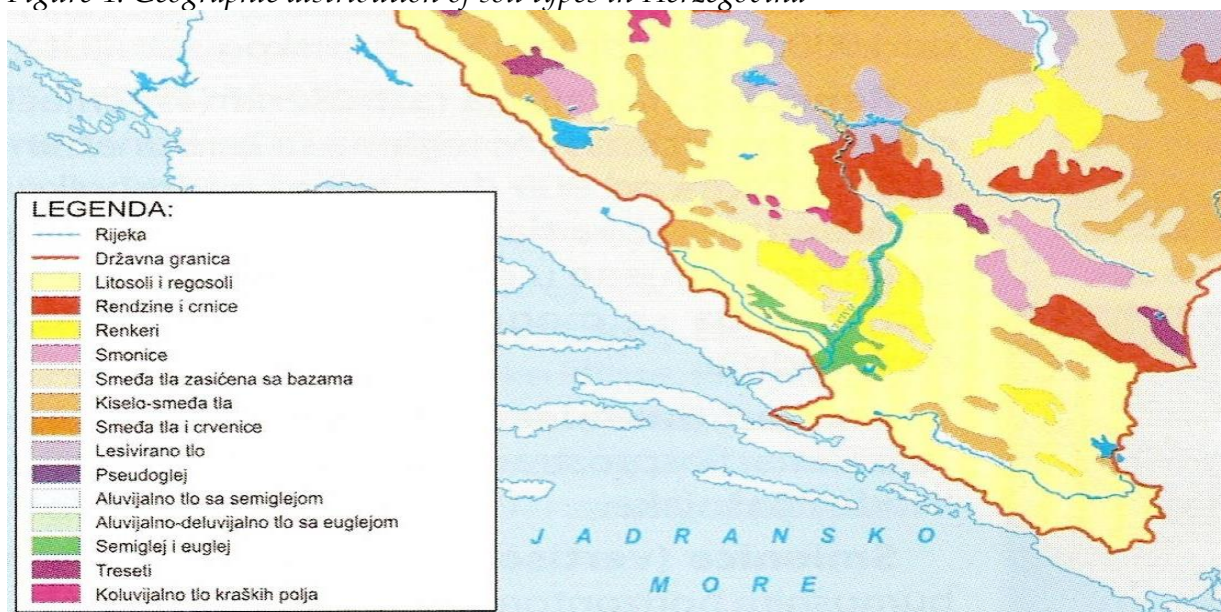 Figure 1. Geographic distribution of soil types in Herzegovina
LEGENDA:
Rijeka
Državna granica
Litosoli i regosoli
Rendzine i crnice
Renkeri
Smonice
Smeđa tla zasićena sa bazama
Kiselo-smeđa tla
Smeđa tla i crvenice
Lesivirano tlo
Pseudoglej
Aluvijalno tlo sa semiglejom
Aluvijalno-deluvijalno tlo sa euglejom
Semiglej i euglej
Treseti
Koluvijalno tlo kraških polja
JADRANSKO
MORE